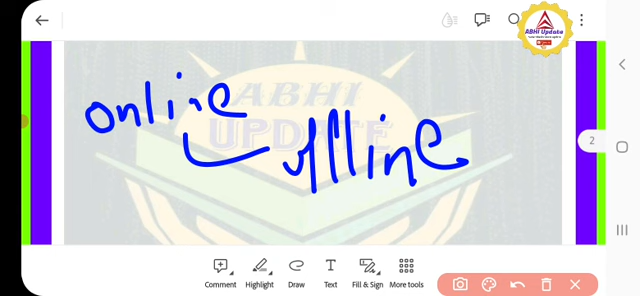 ABHI Update
online
ABHI
UPDATE
offline
2
Comment Highlight Draw Text Fill & Sign More tools